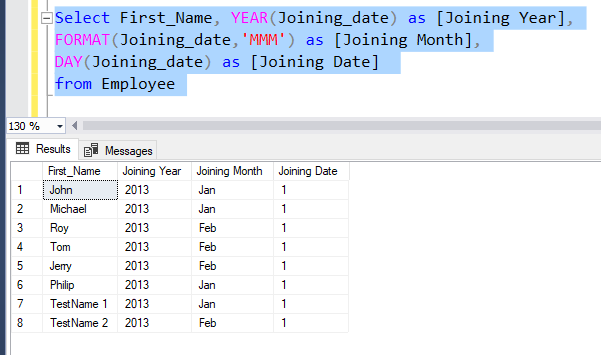 Select First_Name, YEAR(Joining_date) as [Joining Year],
FORMAT(Joining_date,'MMM') as [Joining Month],
DAY(Joining_date) as [Joining Date]
from Employee
130 %
Results Messages
First_Name Joining Year Joining Month Joining Date
1 John 2013 Jan 1
2 Michael 2013 Jan 1
3 Roy 2013 Feb 1
4 Tom 2013 Feb 1
5 Jerry 2013 Feb 1
6 Philip 2013 Jan 1
7 TestName 1 2013 Jan 1
8 TestName 2 2013 Feb 1